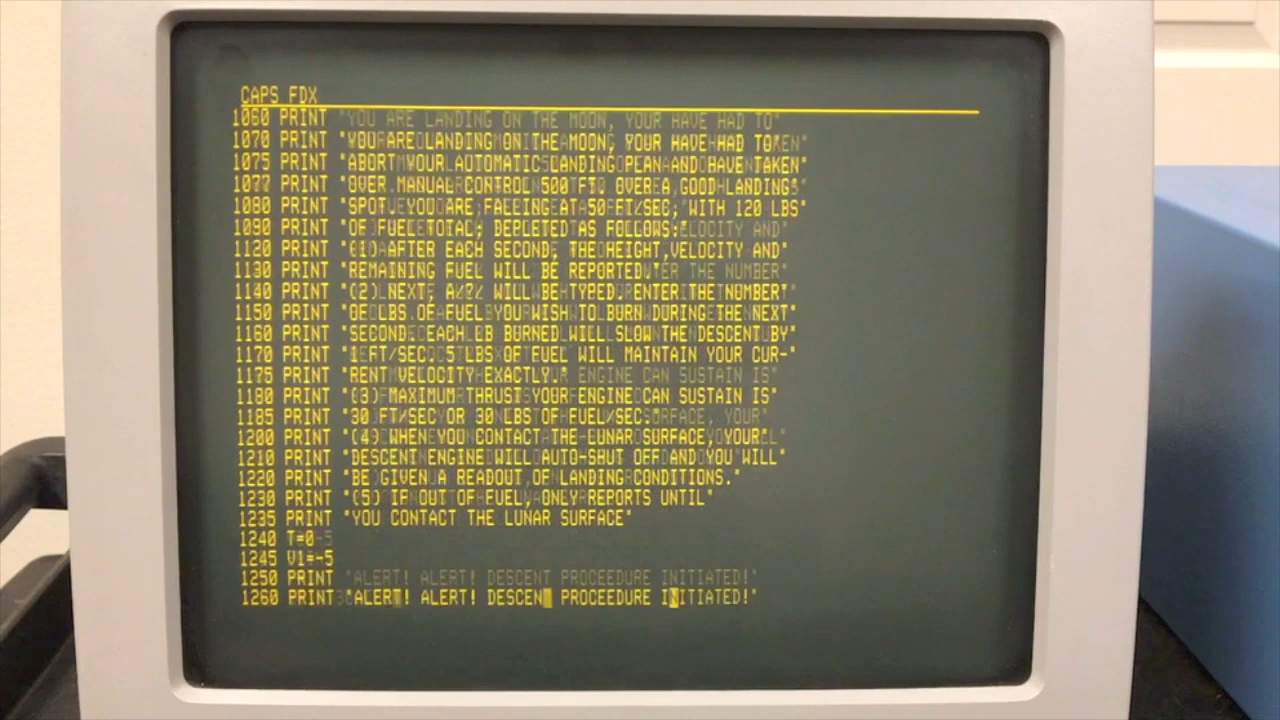 CAPS FDX
1060 PRINT "YOU ARE LANDING ON THE MOON, YOUR HAVE HAD TO"
1070 PRINT "YOU ARE LANDING ON THE MOON, YOUR HAVE HAD TO"
1075 PRINT "ABORT YOUR AUTOMATIC LANDING AND HAVE TAKEN"
1077 PRINT "OVER MANUAL CONTROL 500 FT OVER A GOOD LANDING"
1080 PRINT "SPOT. YOU ARE FALLING AT 50 FT/SEC; WITH 120 LBS"
1090 PRINT "OF FUEL TOTAL; DEPLETED AS FOLLOWS:"
1120 PRINT "(1) AFTER EACH SECOND, THE HEIGHT,VELOCITY AND"
1130 PRINT "REMAINING FUEL WILL BE REPORTED."
1140 PRINT "(2) NEXT, A WILL BE TYPED. ENTER THE NUMBER"
1150 PRINT "OF LBS. OF FUEL YOU WISH TO BURN DURING THE NEXT"
1160 PRINT "SECOND. EACH LB BURNED WILL SLOW THE DESCENT BY"
1170 PRINT "1 FT/SEC. 5 LBS OF FUEL WILL MAINTAIN YOUR CUR-"
1175 PRINT "RENT VELOCITY EXACTLY."
1180 PRINT "(3) MAXIMUM THRUST YOUR ENGINE CAN SUSTAIN IS"
1185 PRINT "30 FT/SEC OR 30 LBS OF FUEL/SEC."
1200 PRINT "(4) WHEN YOU CONTACT THE LUNAR SURFACE, YOUR"
1210 PRINT "DESCENT ENGINE WILL AUTO-SHUT OFF AND YOU WILL"
1220 PRINT "BE GIVEN A READOUT OF LANDING CONDITIONS."
1230 PRINT "(5) IF OUT OF FUEL, ONLY REPORTS UNTIL"
1235 PRINT "YOU CONTACT THE LUNAR SURFACE"
1240 T=0
1245 V1=-5
1250 PRINT "ALERT! ALERT! DESCENT PROCEEDURE INITIATED!"
1260 PRINT "ALERT! ALERT! DESCENT PROCEEDURE INITIATED!"